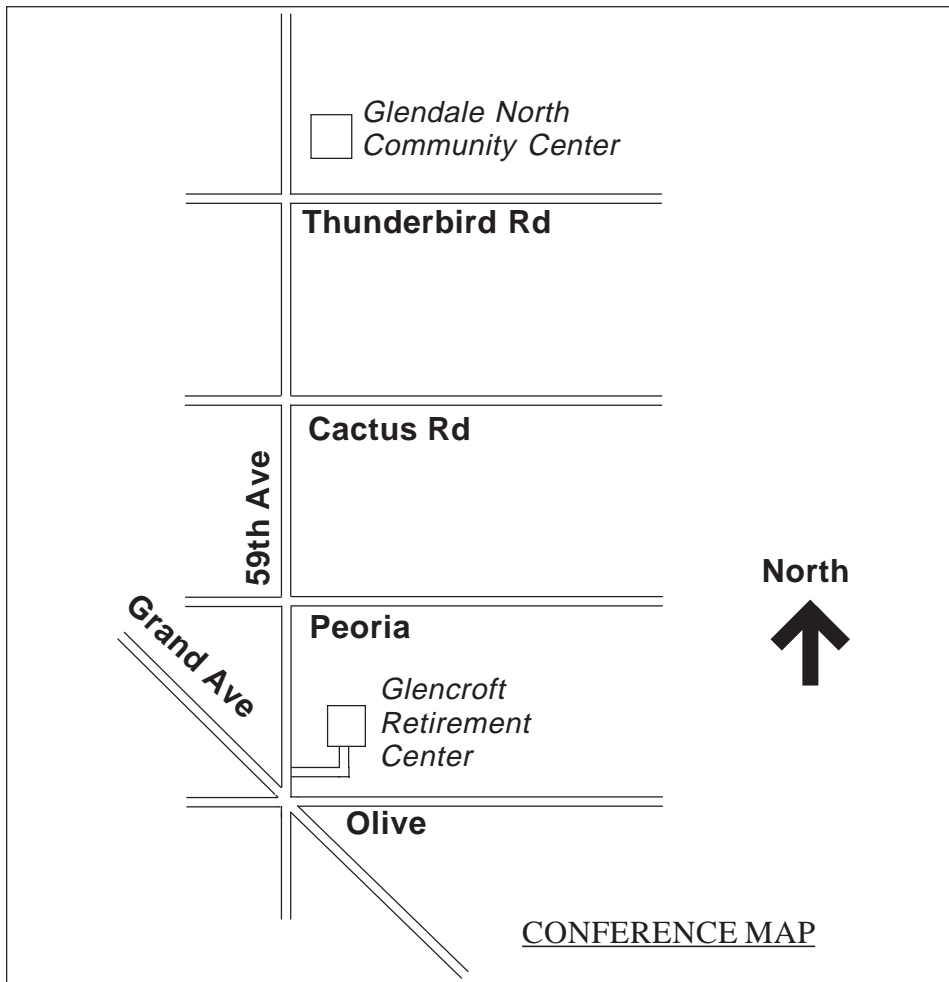 Glendale North
Community Center
Thunderbird Rd
Cactus Rd
59th Ave
North
Grand Ave
Peoria
Glencroft
Retirement
Center
Olive
CONFERENCE MAP